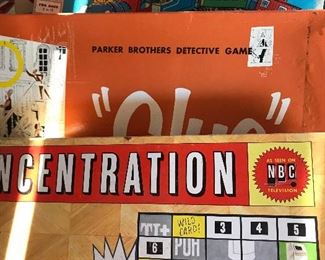 PARKER BROTHERS DETECTIVE GAME
"Clue"
NCENTRATION
AS SEEN ON
NBC
TELEVISION
WILD
CARD!
3
4
5
6